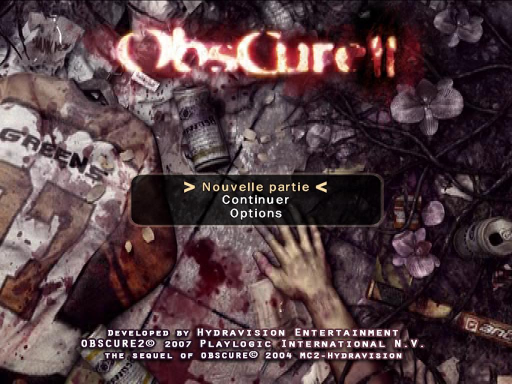 ObsCure II
GREENS
77
> Nouvelle partie <
Continuer
Options
Developed by Hydravision Entertainment
OBSCURE2© 2007 Playlogic International N.V.
the sequel of obscure© 2004 MC2-Hydravision